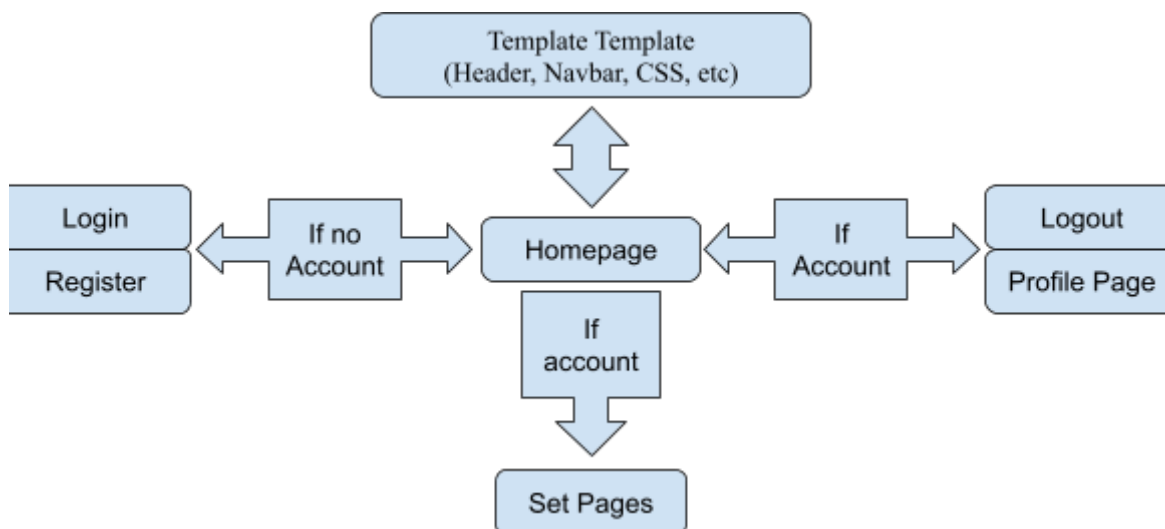 Template Template
(Header, Navbar, CSS, etc)
Login
Register
If no
Account
Homepage
If
Account
Logout
Profile Page
If
account
Set Pages